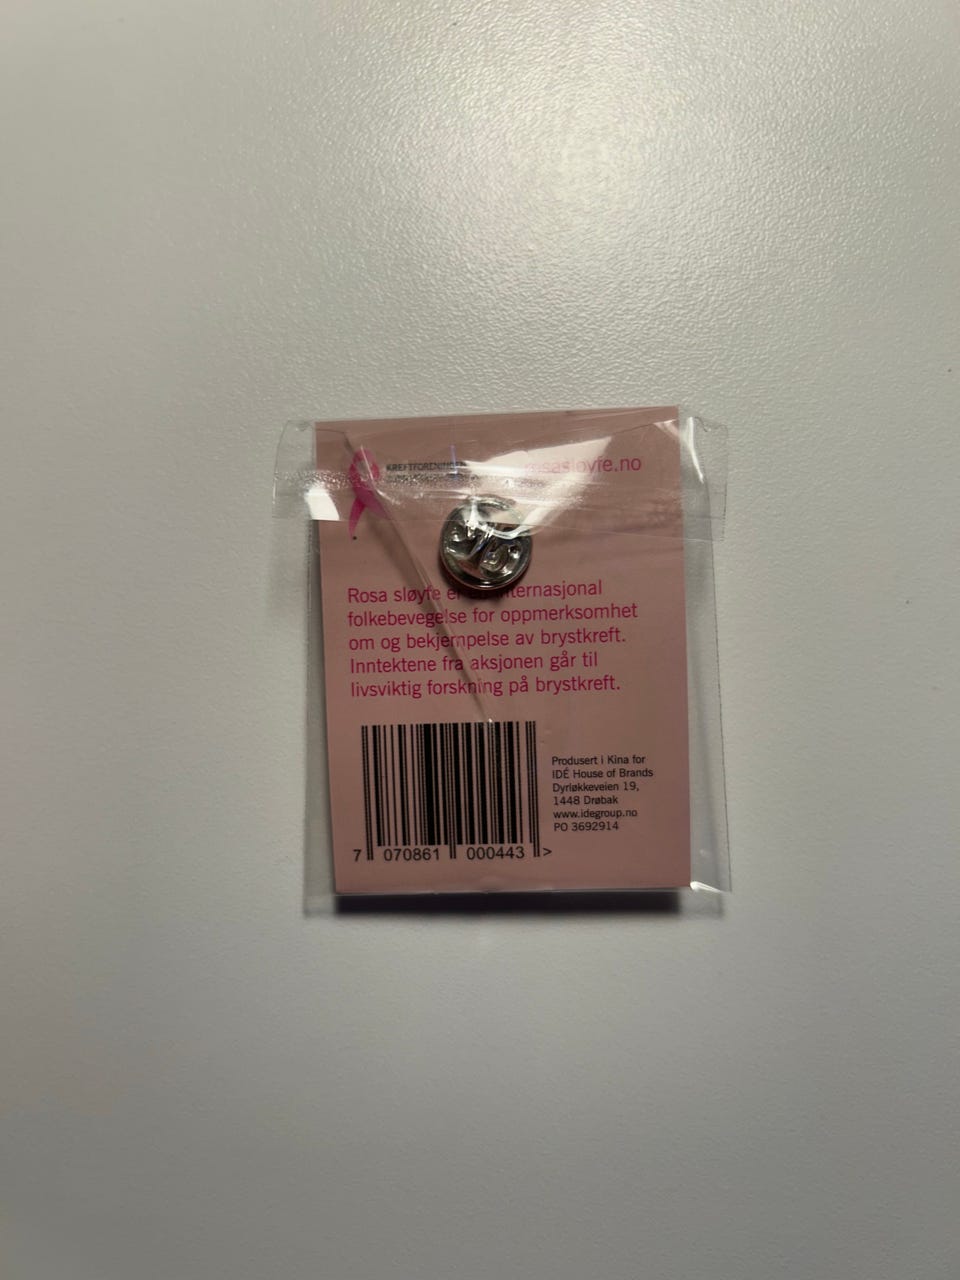 KREFTFORENINGEN
rosasløyfe.no
Rosa sløyfe er en internasjonal
folkebevegelse for oppmerksomhet
om og bekjempelse av brystkreft.
Inntektene fra aksjonen går til
livsviktig forskning på brystkreft.
Produsert i Kina for
IDÉ House of Brands
Dyrløkkeveien 19,
1448 Drøbak
www.idegroup.no
PO 3692914
7 070861 000443 >